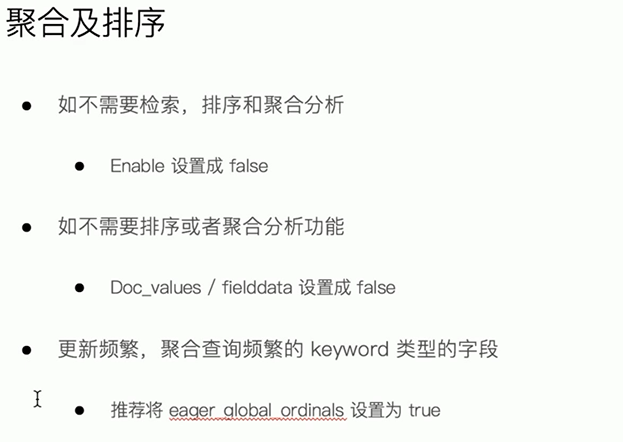 聚合及排序
如不需要检索，排序和聚合分析
Enable 设置成 false
如不需要排序或者聚合分析功能
Doc_values / fielddata 设置成 false
更新频繁，聚合查询频繁的 keyword 类型的字段
推荐将 eager_global_ordinals 设置为 true